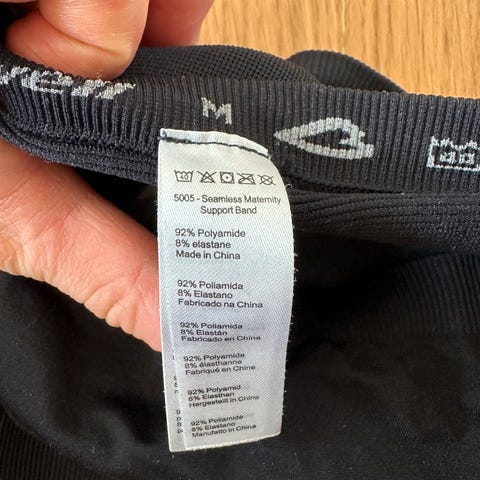 M
5005 - Seamless Maternity
Support Band
92% Polyamide
8% elastane
Made in China
92% Poliamida
8% Elastano
Fabricado na China
92% Poliamida
8% Elastán
Fabricado en China
92% Polyamide
8% élasthanne
Fabriqué en China
92% Polyamid
8% Elasthan
Hergestellt in China
92% Poliamide
8% Elastano
Manufatto in China